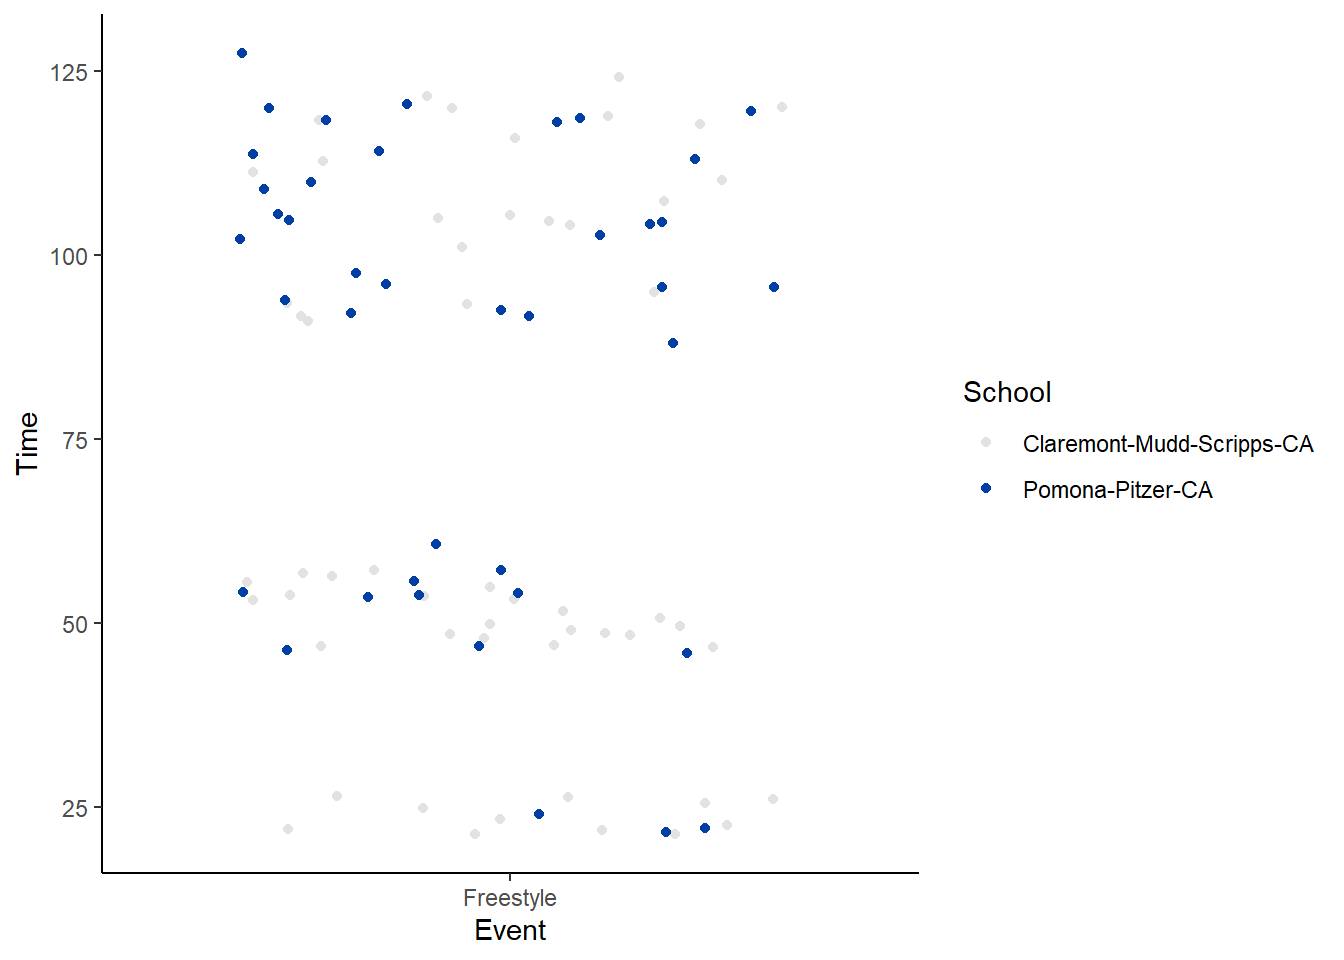 125
100
75
50
25
Time
Freestyle
Event
School
Claremont-Mudd-Scripps-CA
Pomona-Pitzer-CA